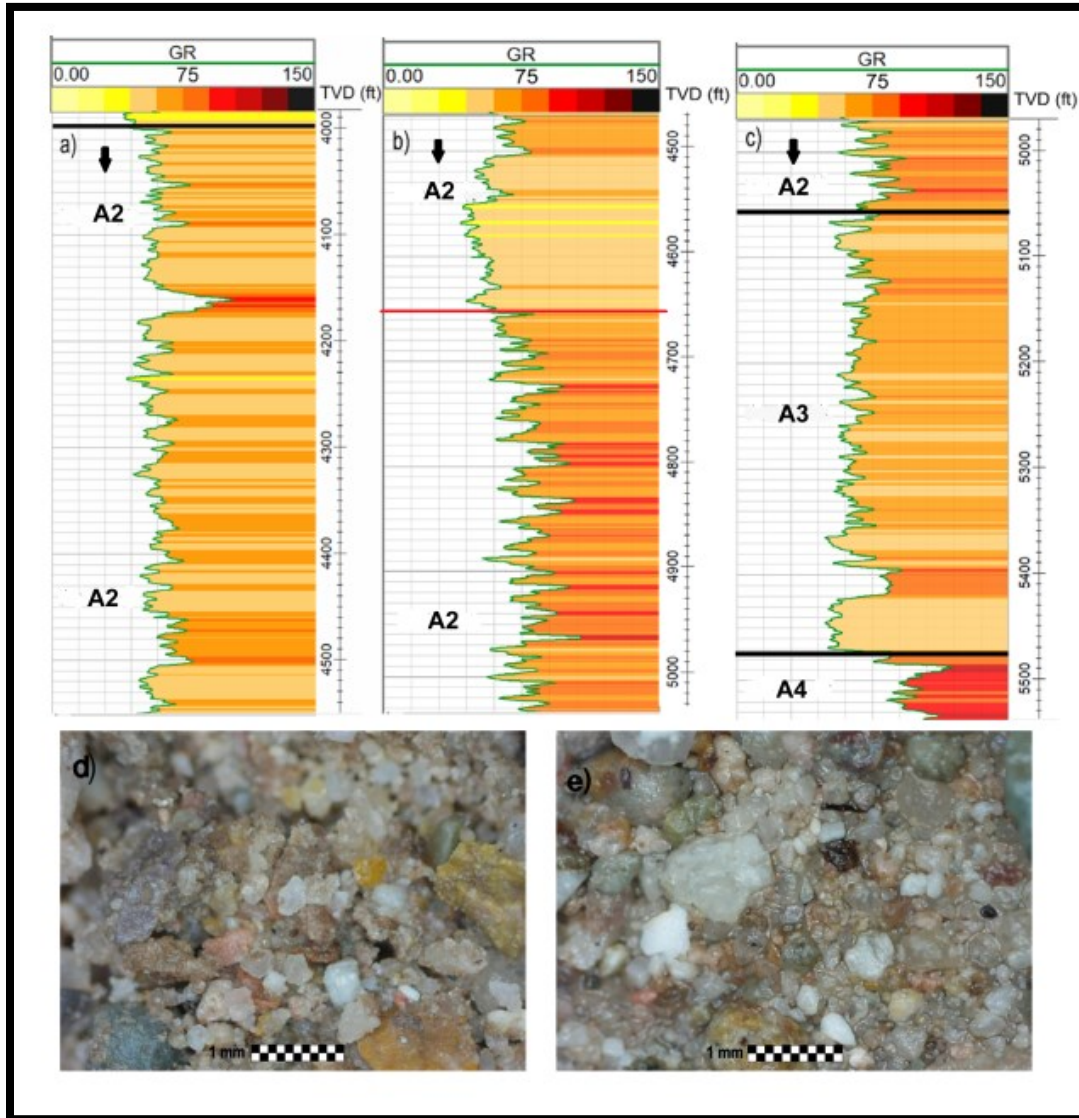 GR
0.00 75 150
TVD (ft)
a)
A2
A2
4000
4100
4200
4300
4400
4500
GR
0.00 75 150
TVD (ft)
b)
A2
A2
4500
4600
4700
4800
4900
5000
GR
0.00 75 150
TVD (ft)
c)
A2
A3
A4
5000
5100
5200
5300
5400
5500
d)
1 mm
e)
1 mm